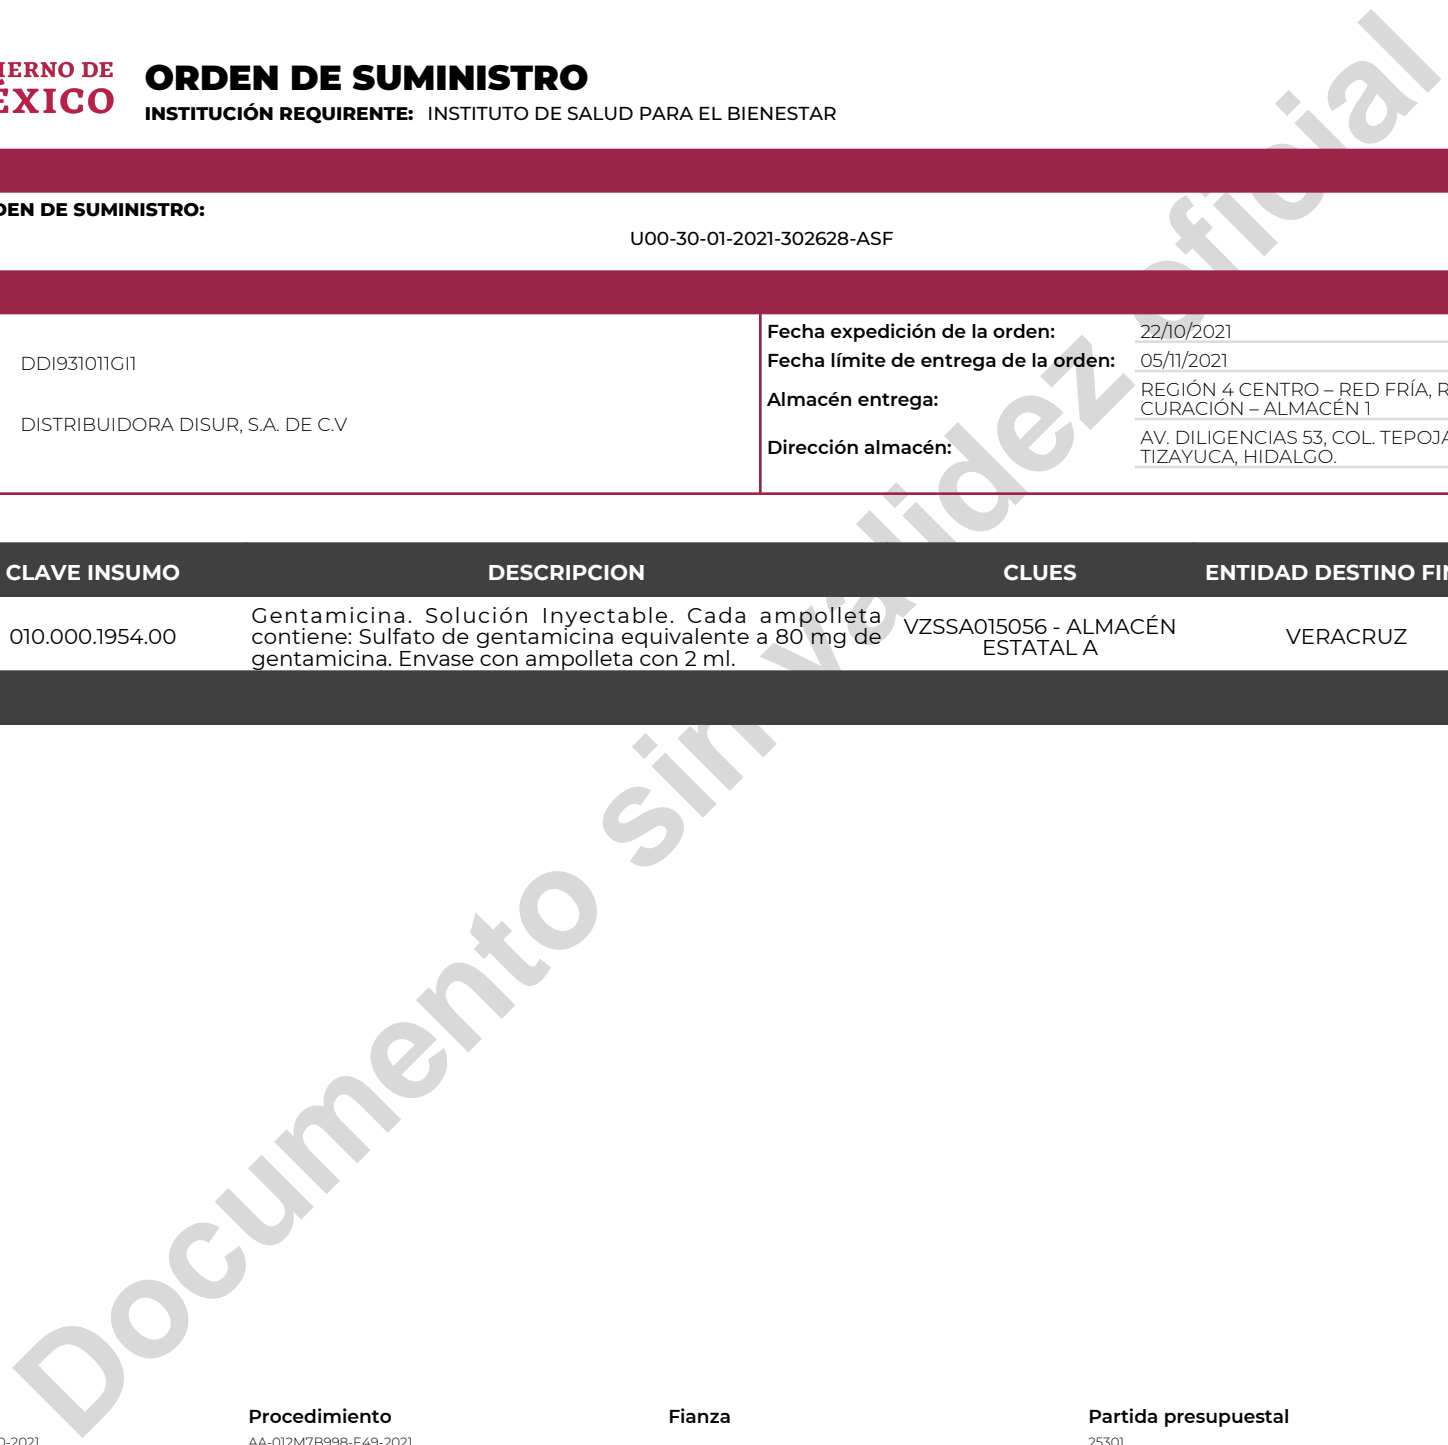 ORDEN DE SUMINISTRO
INSTITUCIÓN REQUIRENTE: INSTITUTO DE SALUD PARA EL BIENESTAR
DE
XICO
DE SUMINISTRO:
U00-30-01-2021-302628-ASF
DDI931011GI1
DISTRIBUIDORA DISUR, S.A. DE C.V
Fecha expedición de la orden: 22/10/2021
Fecha límite de entrega de la orden: 05/11/2021
Almacén entrega: REGIÓN 4 CENTRO – RED FRÍA,
CURACIÓN – ALMACÉN 1
Dirección almacén: AV. DILIGENCIAS 53, COL.
TIZAYUCA, HIDALGO.
CLAVE INSUMO DESCRIPCION CLUES ENTIDAD DESTINO
010.000.1954.00
Gentamicina. Solución Inyectable. Cada ampolleta
contiene: Sulfato de gentamicina equivalente a 80 mg de
gentamicina. Envase con ampolleta con 2 ml.
VZSSA015056 - ALMACÉN
ESTATAL A
VERACRUZ
Documento sin validez oficial
Procedimiento Fianza Partida presupuestal
-2021 AA-012M7B998-E49-2021 25301